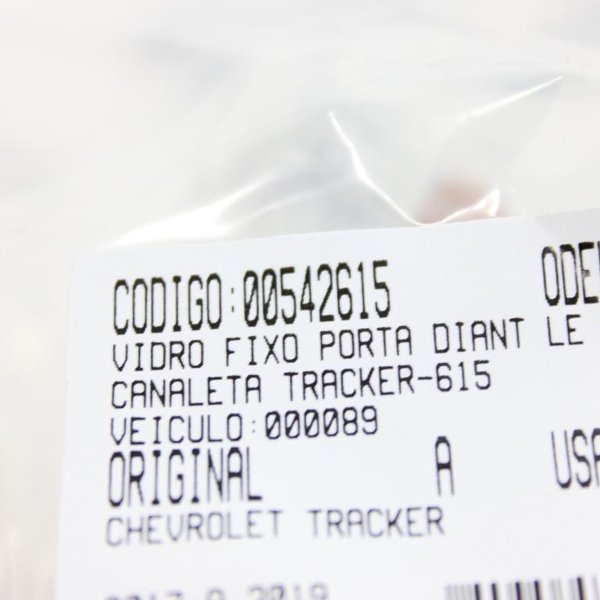 CODIGO:00542615
VIDRO FIXO PORTA DIANT LE
CANALETA TRACKER-615
VEICULO:000089
ORIGINAL A
CHEVROLET TRACKER